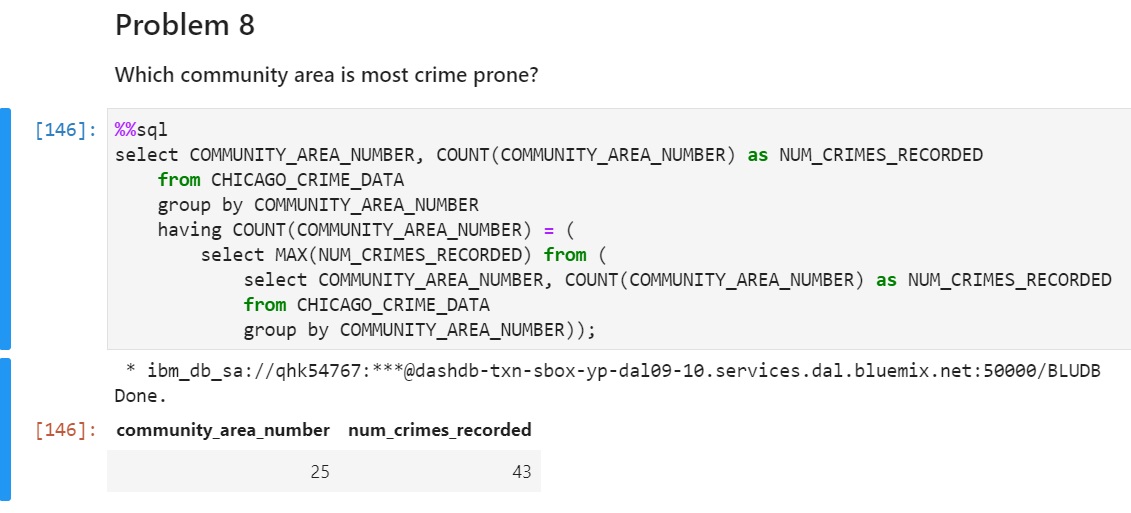 Problem 8
Which community area is most crime prone?
[146]: %%sql
select COMMUNITY_AREA_NUMBER, COUNT(COMMUNITY_AREA_NUMBER) as NUM_CRIMES_RECORDED
    from CHICAGO_CRIME_DATA
    group by COMMUNITY_AREA_NUMBER
    having COUNT(COMMUNITY_AREA_NUMBER) = (
        select MAX(NUM_CRIMES_RECORDED) from (
            select COMMUNITY_AREA_NUMBER, COUNT(COMMUNITY_AREA_NUMBER) as NUM_CRIMES_RECORDED
            from CHICAGO_CRIME_DATA
            group by COMMUNITY_AREA_NUMBER));
 * ibm_db_sa://qhk54767:***@dashdb-txn-sbox-yp-dal09-10.services.dal.bluemix.net:50000/BLUDB
Done.
[146]: community_area_number num_crimes_recorded
25 43